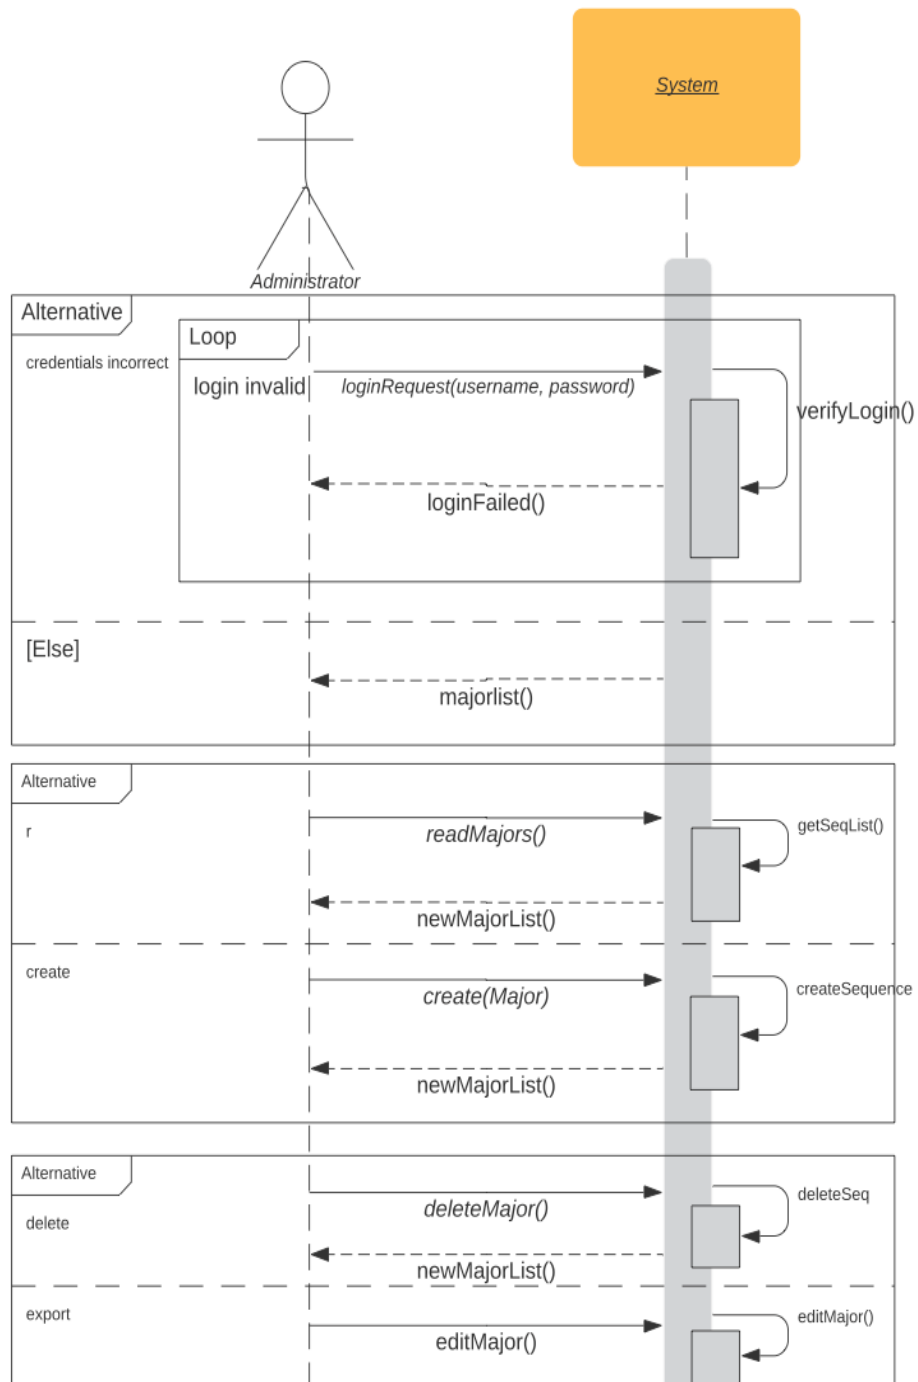 System
Administrator
Alternative
Loop
credentials incorrect
login invalid
loginRequest(username, password)
verifyLogin()
loginFailed()
[Else]
majorlist()
Alternative
r
readMajors()
getSeqList()
newMajorList()
create
create(Major)
createSequence
newMajorList()
Alternative
delete
deleteMajor()
deleteSeq
newMajorList()
export
editMajor()
editMajor()